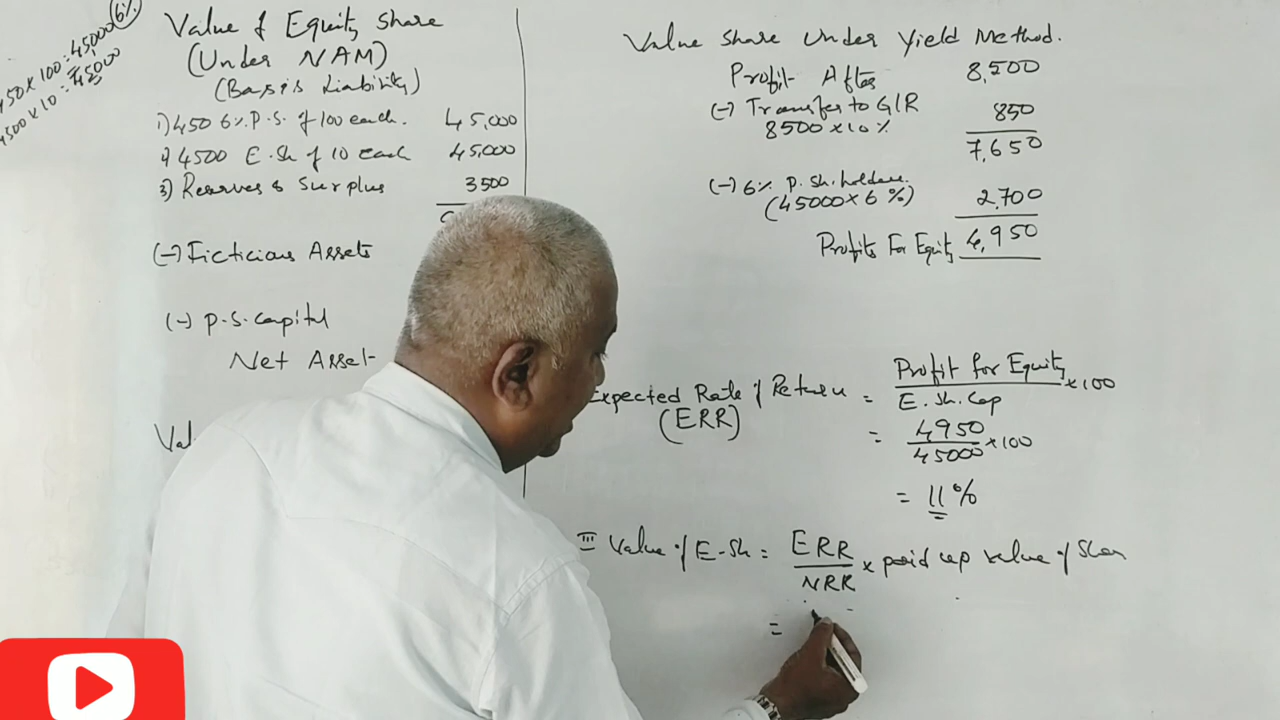 6%
450 × 100 = 45,000
4500 × 10 = 45000
Value of Equity Share
(Under NAM)
(Basis Liability)
1) 450 6% P.S. of 100 each. 45,000
2) 4500 E.Sh of 10 each 45,000
3) Reserves & Surplus 3500
(-) Ficticious Assets
(-) P.S. Capital
Net Asset
Val
Value Share Under Yield Method.
Profit After 8,500
(-) Transfer to G/R 850
8500 × 10%
7,650
(-) 6% P. Sh. holders 2,700
(45000 × 6%)
Profits For Equity 4,950
Expected Rate of Return = Profit for Equity / E. Sh. Cap × 100
(ERR)
= 4950 / 45000 × 100
= 11%
III Value of E-Sh = ERR / NRR × paid up value of Share
=